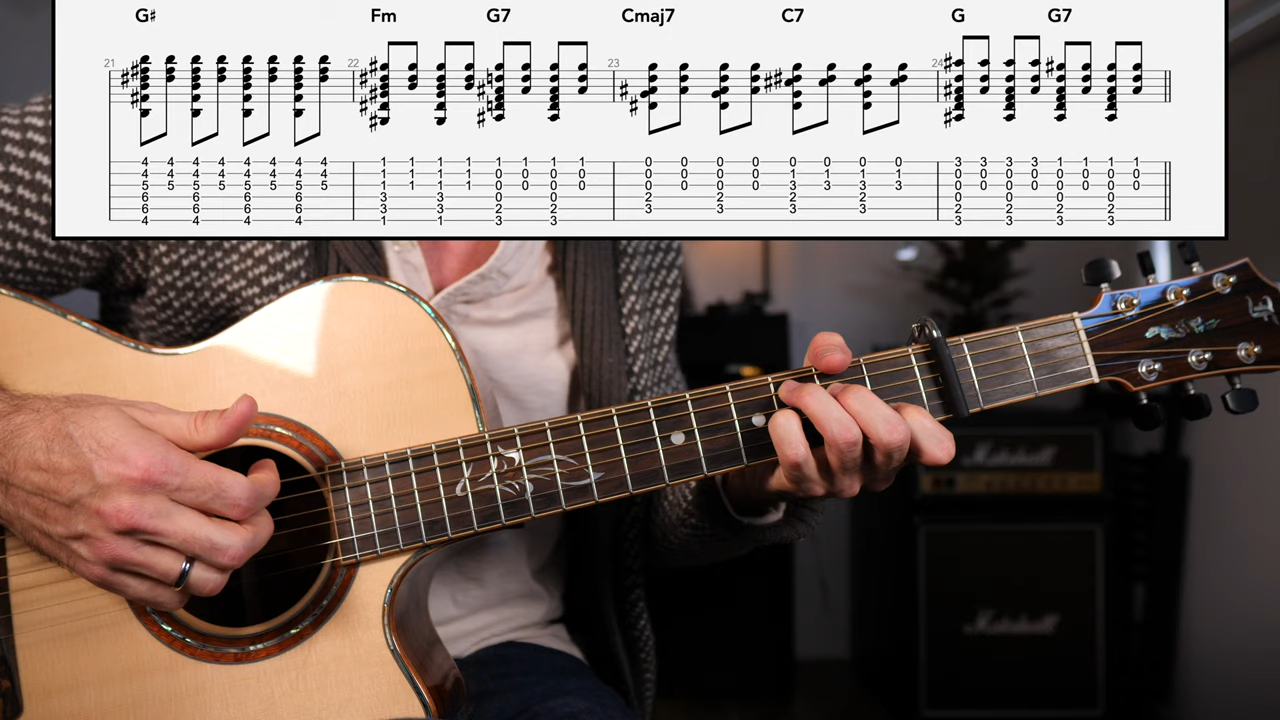 G♯ Fm G7 Cmaj7 C7 G G7
21 22 23 24
4 4 4 4 4 4 4 4 1 1 1 1 1 1 1 1 0 0 0 0 0 0 0 0 3 3 3 3 1 1 1 1
4 4 4 4 4 4 4 4 1 1 1 1 0 0 0 0 0 0 0 0 1 1 1 1 0 0 0 0 0 0 0 0
5 5 5 5 5 5 5 5 1 1 1 1 0 0 0 0 0 0 0 0 3 3 3 3 0 0 0 0 0 0 0 0
6 6 6 6 3 3 0 0 2 2 2 2 0 0 0 0
6 6 6 6 3 3 2 2 3 3 3 3 2 2 2 2
4 4 4 4 1 1 3 3 3 3 3 3
Marshall
Marshall